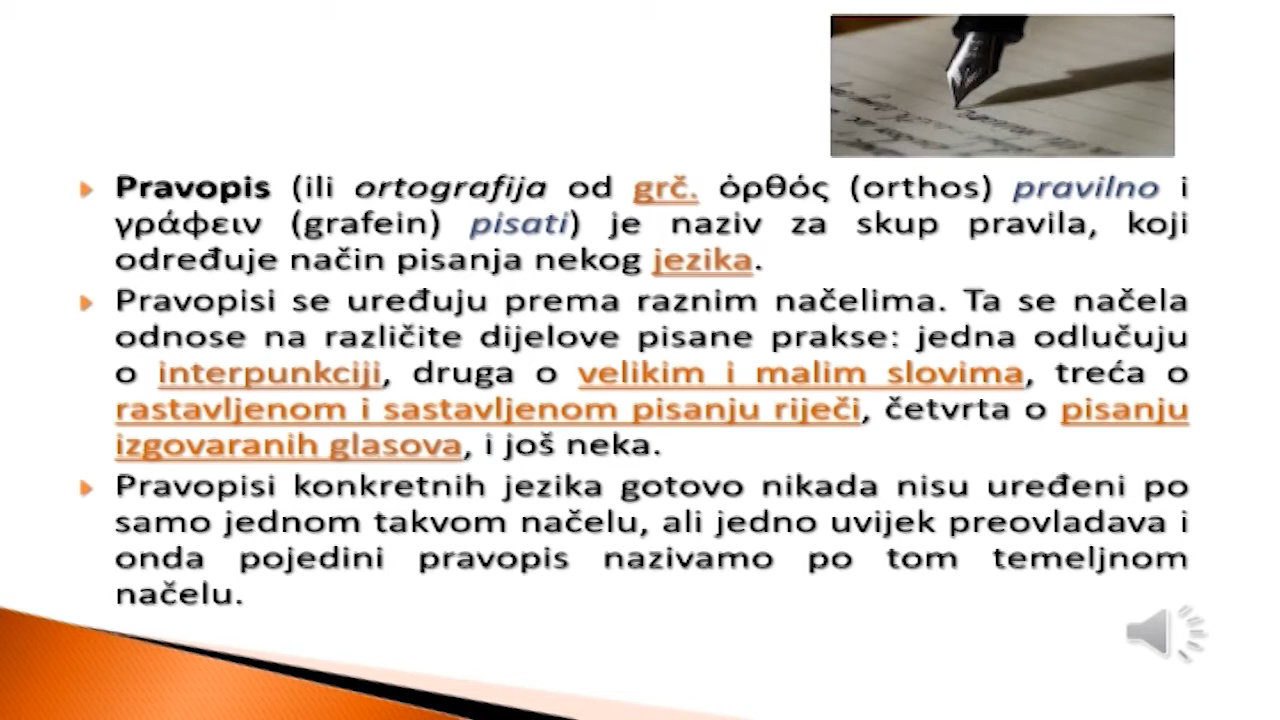 Pravopis (ili ortografija od grč. όρθός (orthos) pravilno i
γράφειν (grafein) pisati) je naziv za skup pravila, koji
određuje način pisanja nekog jezika.
Pravopisi se uređuju prema raznim načelima. Ta se načela
odnose na različite dijelove pisane prakse: jedna odlučuju
o interpunkciji, druga o velikim i malim slovima, treća o
rastavljenom i sastavljenom pisanju riječi, četvrta o pisanju
izgovaranih glasova, i još neka.
Pravopisi konkretnih jezika gotovo nikada nisu uređeni po
samo jednom takvom načelu, ali jedno uvijek preovladava i
onda pojedini pravopis nazivamo po tom temeljnom
načelu.